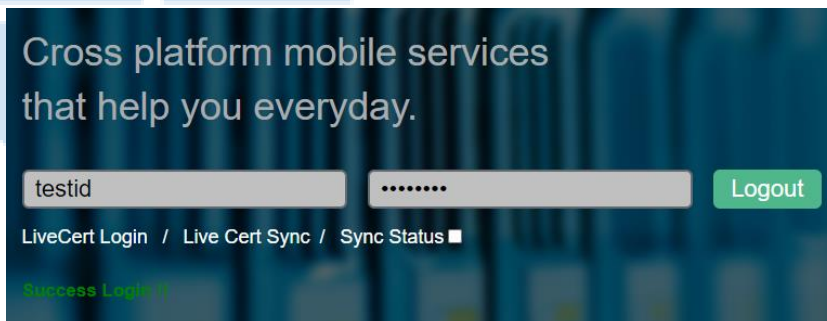 Cross platform mobile services
that help you everyday.
testid
••••••••
Logout
LiveCert Login / Live Cert Sync / Sync Status
Success Login !!